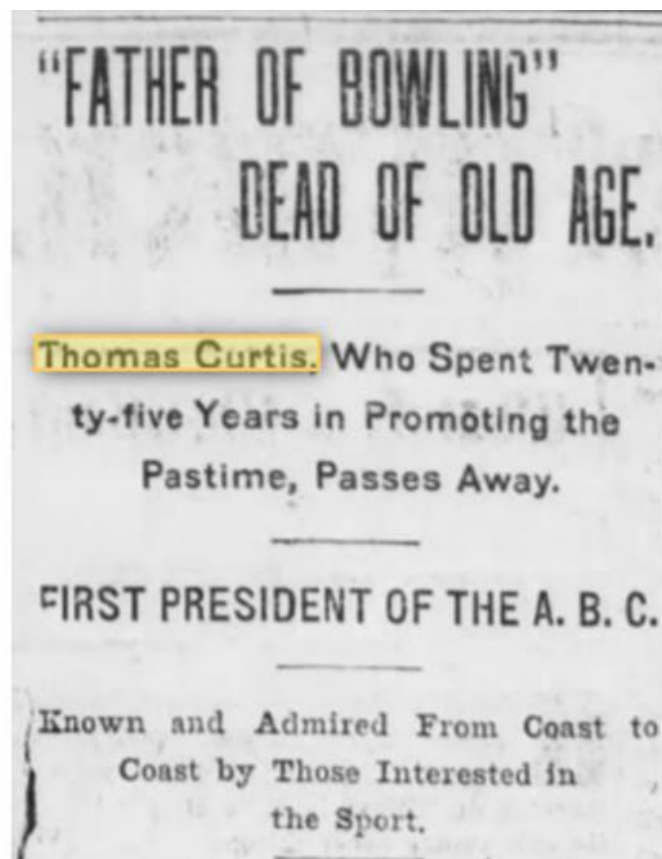 "FATHER OF BOWLING"
DEAD OF OLD AGE.
Thomas Curtis, Who Spent Twen-
ty-five Years in Promoting the
Pastime, Passes Away.
FIRST PRESIDENT OF THE A. B. C.
Known and Admired From Coast to
Coast by Those Interested in
the Sport.